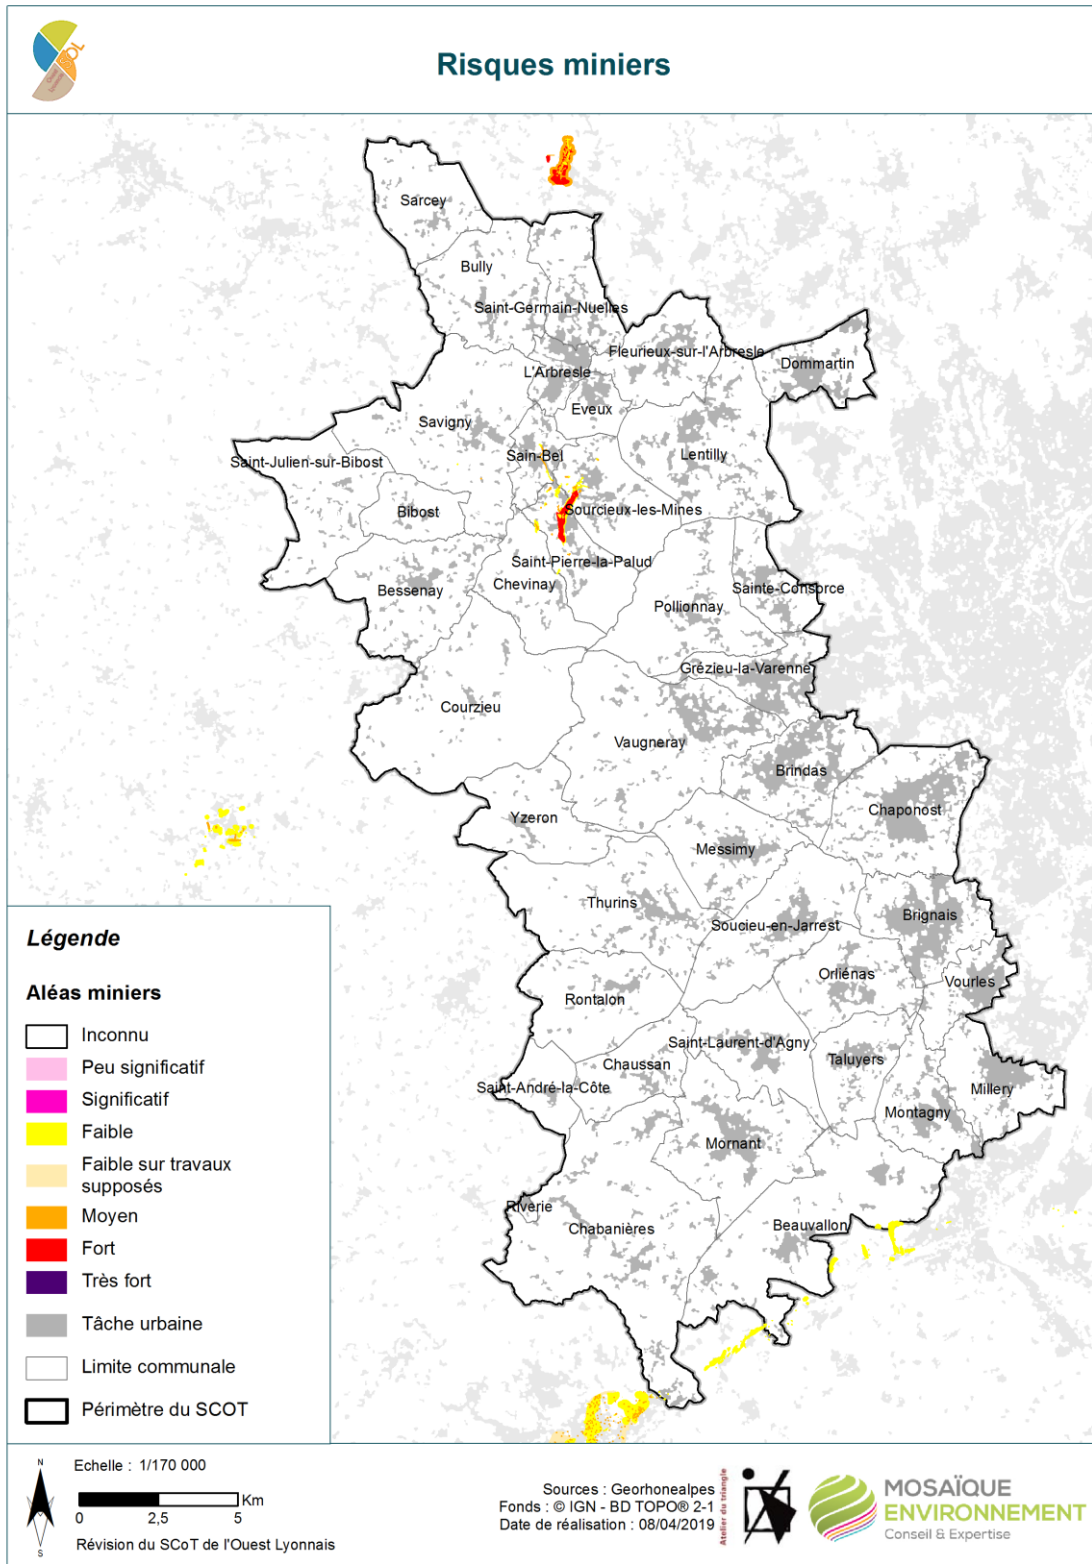 SOL
Ouest
Lyonnais
Risques miniers
Sarcey
Bully
Saint-Germain-Nuelles
Fleurieux-sur-l'Arbresle
Dommartin
L'Arbresle
Eveux
Savigny
Sain-Bel
Lentilly
Saint-Julien-sur-Bibost
Bibost
Sourcieux-les-Mines
Saint-Pierre-la-Palud
Chevinay
Bessenay
Sainte-Consorce
Pollionnay
Grézieu-la-Varenne
Courzieu
Vaugneray
Brindas
Chaponost
Yzeron
Messimy
Thurins
Soucieu-en-Jarrest
Brignais
Orliénas
Vourles
Rontalon
Saint-Laurent-d'Agny
Chaussan
Taluyers
Saint-André-la-Côte
Millery
Montagny
Mornant
Riverie
Chabanières
Beauvallon
Légende
Aléas miniers
Inconnu
Peu significatif
Significatif
Faible
Faible sur travaux
supposés
Moyen
Fort
Très fort
Tâche urbaine
Limite communale
Périmètre du SCOT
N
S
Echelle : 1/170 000
Km
0 2,5 5
Révision du SCoT de l'Ouest Lyonnais
Sources : Georhonealpes
Fonds : © IGN - BD TOPO® 2-1
Date de réalisation : 08/04/2019
Atelier du triangle
MOSAÏQUE
ENVIRONNEMENT
Conseil & Expertise